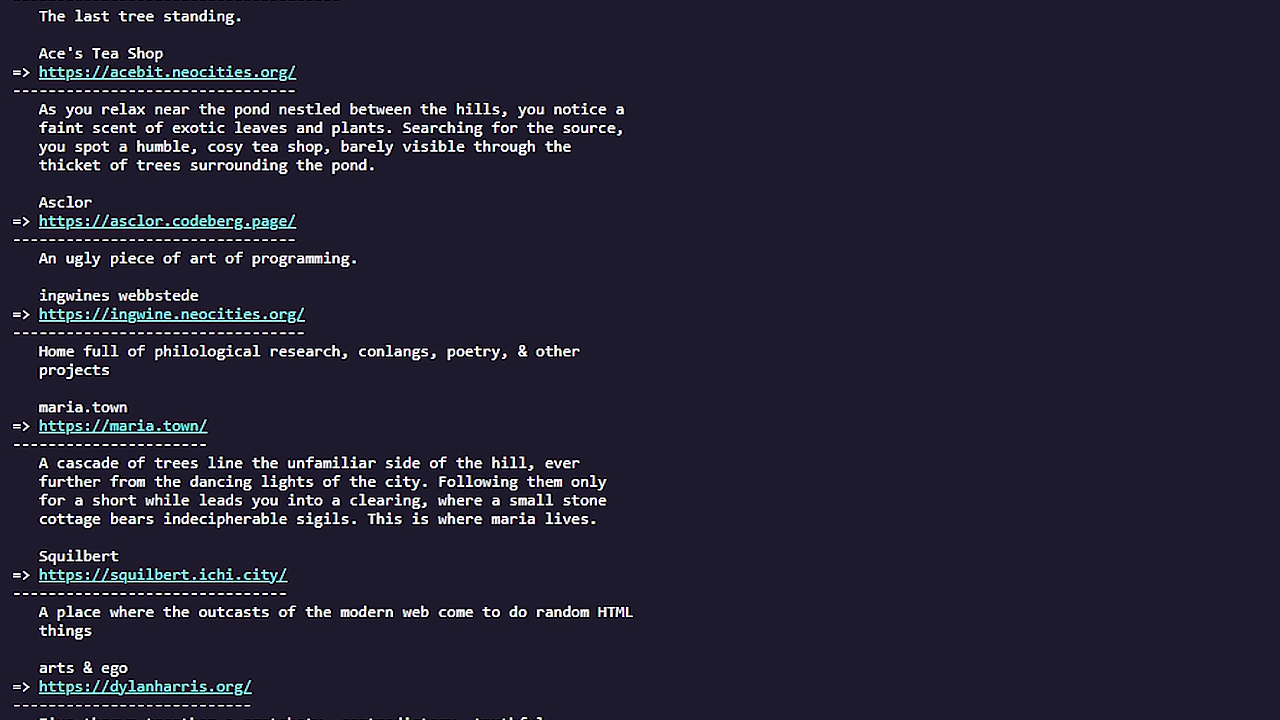 The last tree standing.
Ace's Tea Shop
=> https://acebit.neocities.org/
-----------------------------
As you relax near the pond nestled between the hills, you notice a
faint scent of exotic leaves and plants. Searching for the source,
you spot a humble, cosy tea shop, barely visible through the
thicket of trees surrounding the pond.
Asclor
=> https://asclor.codeberg.page/
-----------------------------
An ugly piece of art of programming.
ingwines webbstede
=> https://ingwine.neocities.org/
------------------------------
Home full of philological research, conlangs, poetry, & other
projects
maria.town
=> https://maria.town/
-------------------
A cascade of trees line the unfamiliar side of the hill, ever
further from the dancing lights of the city. Following them only
for a short while leads you into a clearing, where a small stone
cottage bears indecipherable sigils. This is where maria lives.
Squilbert
=> https://squilbert.ichi.city/
----------------------------
A place where the outcasts of the modern web come to do random HTML
things
arts & ego
=> https://dylanharris.org/
------------------------